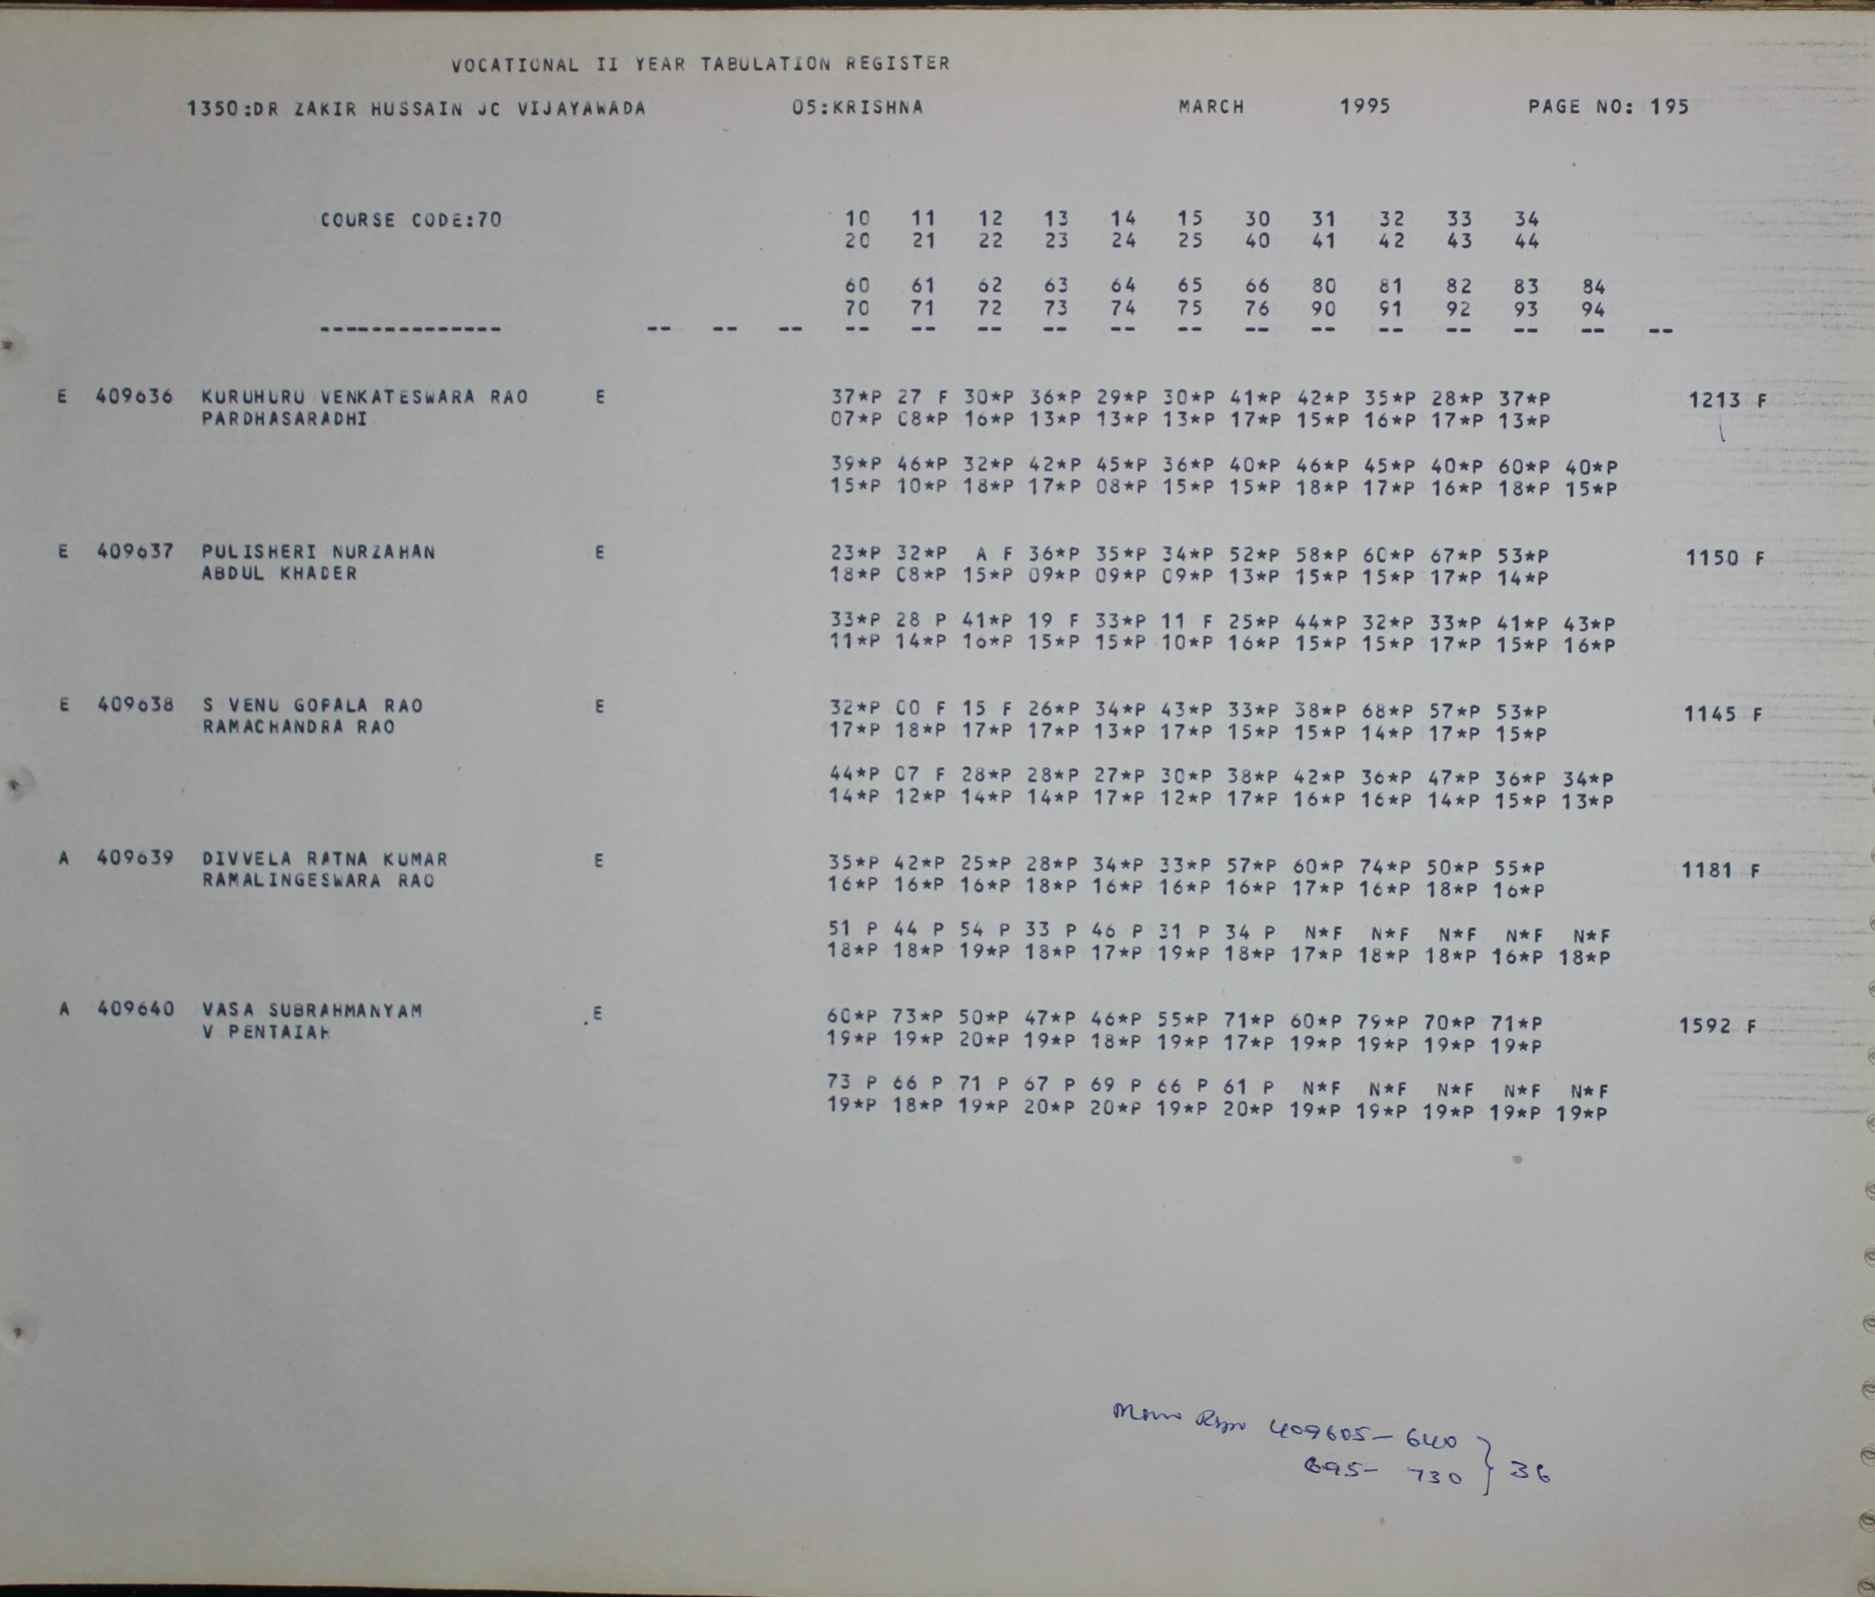 VOCATIONAL II YEAR TABULATION REGISTER
1350:DR ZAKIR HUSSAIN JC VIJAYAWADA 05:KRISHNA MARCH 1995 PAGE NO: 195
COURSE CODE:70 10 11 12 13 14 15 30 31 32 33 34
20 21 22 23 24 25 40 41 42 43 44
60 61 62 63 64 65 66 80 81 82 83 84
70 71 72 73 74 75 76 90 91 92 93 94
-------------- -- -- -- -- -- -- -- -- -- -- -- -- -- -- -- --
E 409636 KURUHURU VENKATESWARA RAO E 37*P 27 F 30*P 36*P 29*P 30*P 41*P 42*P 35*P 28*P 37*P 1213 F
PARDHASARADHI 07*P 08*P 16*P 13*P 13*P 13*P 17*P 15*P 16*P 17*P 13*P
39*P 46*P 32*P 42*P 45*P 36*P 40*P 46*P 45*P 40*P 60*P 40*P
15*P 10*P 18*P 17*P 08*P 15*P 15*P 18*P 17*P 16*P 18*P 15*P
E 409637 PULISHERI NURZAHAN E 23*P 32*P A F 36*P 35*P 34*P 52*P 58*P 60*P 67*P 53*P 1150 F
ABDUL KHADER 18*P 08*P 15*P 09*P 09*P 09*P 13*P 15*P 15*P 17*P 14*P
33*P 28 P 41*P 19 F 33*P 11 F 25*P 44*P 32*P 33*P 41*P 43*P
11*P 14*P 16*P 15*P 15*P 10*P 16*P 15*P 15*P 17*P 15*P 16*P
E 409638 S VENU GOPALA RAO E 32*P 00 F 15 F 26*P 34*P 43*P 33*P 38*P 68*P 57*P 53*P 1145 F
RAMACHANDRA RAO 17*P 18*P 17*P 17*P 13*P 17*P 15*P 15*P 14*P 17*P 15*P
44*P 07 F 28*P 28*P 27*P 30*P 38*P 42*P 36*P 47*P 36*P 34*P
14*P 12*P 14*P 14*P 17*P 12*P 17*P 16*P 16*P 14*P 15*P 13*P
A 409639 DIVVELA RATNA KUMAR E 35*P 42*P 25*P 28*P 34*P 33*P 57*P 60*P 74*P 50*P 55*P 1181 F
RAMALINGESWARA RAO 16*P 16*P 16*P 18*P 16*P 16*P 16*P 17*P 16*P 18*P 16*P
51 P 44 P 54 P 33 P 46 P 31 P 34 P N*F N*F N*F N*F N*F
18*P 18*P 19*P 18*P 17*P 19*P 18*P 17*P 18*P 18*P 16*P 18*P
A 409640 VASA SUBRAHMANYAM E 60*P 73*P 50*P 47*P 46*P 55*P 71*P 60*P 79*P 70*P 71*P 1592 F
V PENTAIAH 19*P 19*P 20*P 19*P 18*P 19*P 17*P 19*P 19*P 19*P 19*P
73 P 66 P 71 P 67 P 69 P 66 P 61 P N*F N*F N*F N*F N*F
19*P 18*P 19*P 20*P 20*P 19*P 20*P 19*P 19*P 19*P 19*P 19*P
409605- 640
695- 730 } 36